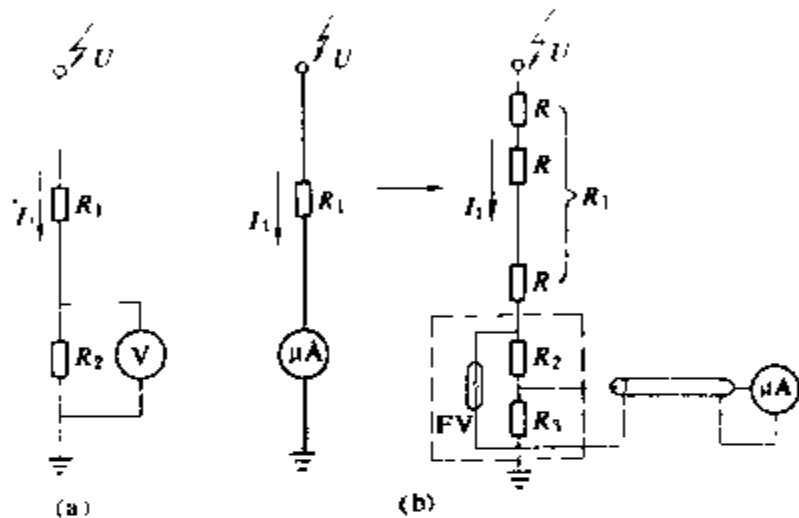 U
U
U
R
R
R₁
I₁
R₁
I₁
R₁
I₁
R
R₂
V
μA
R₂
FV
R₃
μA
(a)
(b)